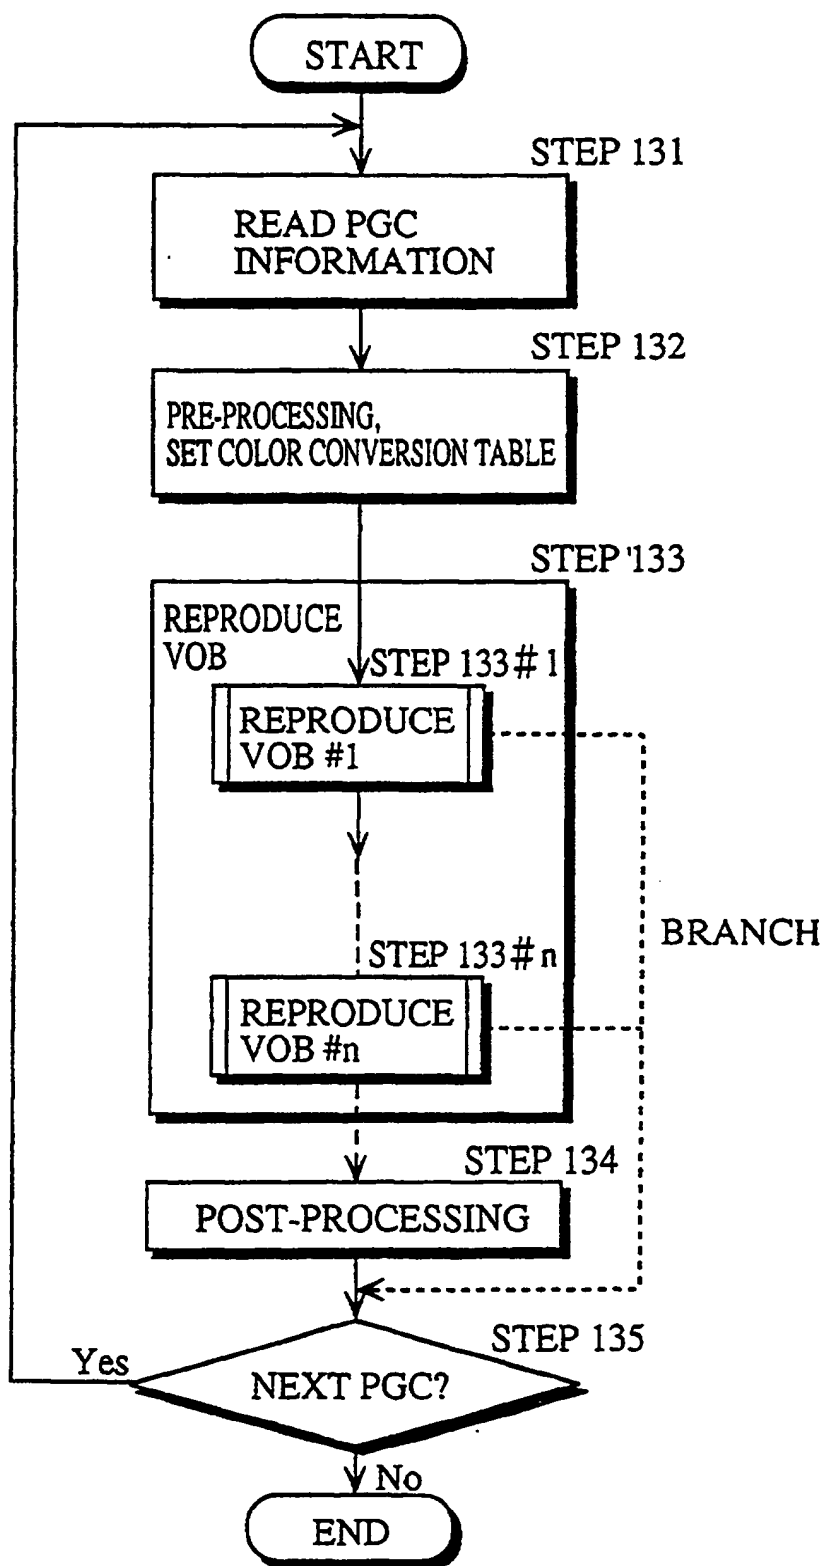 START
STEP 131
READ PGC
INFORMATION
STEP 132
PRE-PROCESSING,
SET COLOR CONVERSION TABLE
STEP 133
REPRODUCE
VOB
STEP 133#1
REPRODUCE
VOB #1
BRANCH
STEP 133#n
REPRODUCE
VOB #n
STEP 134
POST-PROCESSING
STEP 135
Yes
NEXT PGC?
No
END